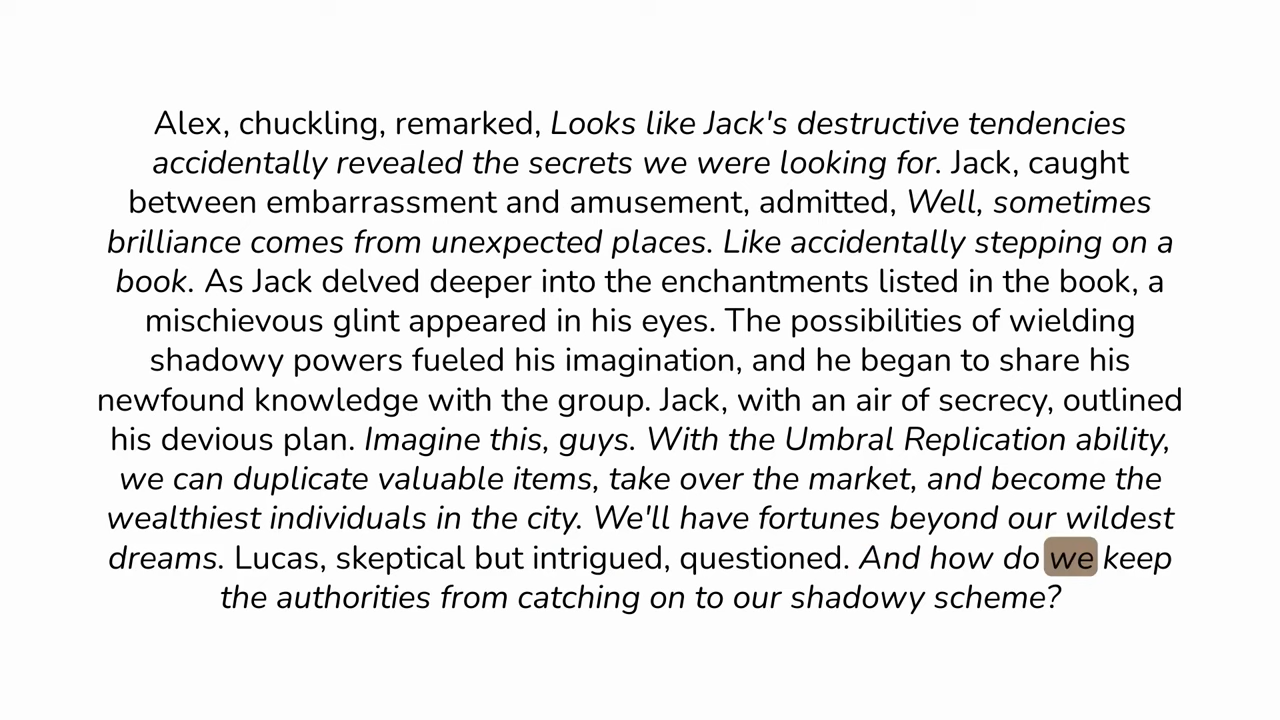 Alex, chuckling, remarked, Looks like Jack's destructive tendencies
accidentally revealed the secrets we were looking for. Jack, caught
between embarrassment and amusement, admitted, Well, sometimes
brilliance comes from unexpected places. Like accidentally stepping on a
book. As Jack delved deeper into the enchantments listed in the book, a
mischievous glint appeared in his eyes. The possibilities of wielding
shadowy powers fueled his imagination, and he began to share his
newfound knowledge with the group. Jack, with an air of secrecy, outlined
his devious plan. Imagine this, guys. With the Umbral Replication ability,
we can duplicate valuable items, take over the market, and become the
wealthiest individuals in the city. We'll have fortunes beyond our wildest
dreams. Lucas, skeptical but intrigued, questioned. And how do we keep
the authorities from catching on to our shadowy scheme?